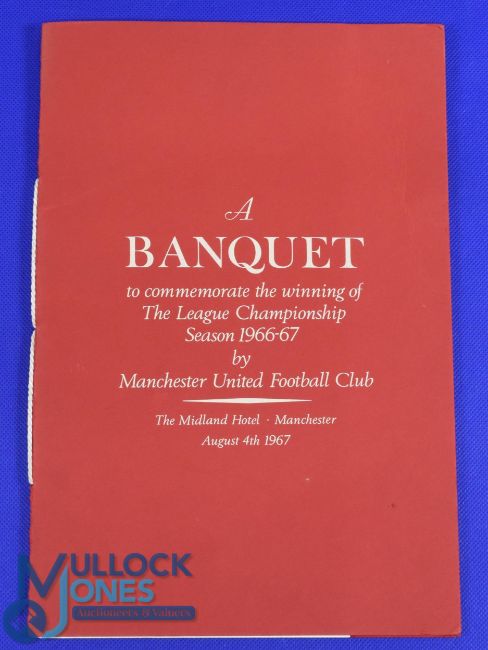 A
BANQUET
to commemorate the winning of
The League Championship
Season 1966-67
by
Manchester United Football Club
The Midland Hotel · Manchester
August 4th 1967
MULLOCK
JONES
Auctioneers & Valuers